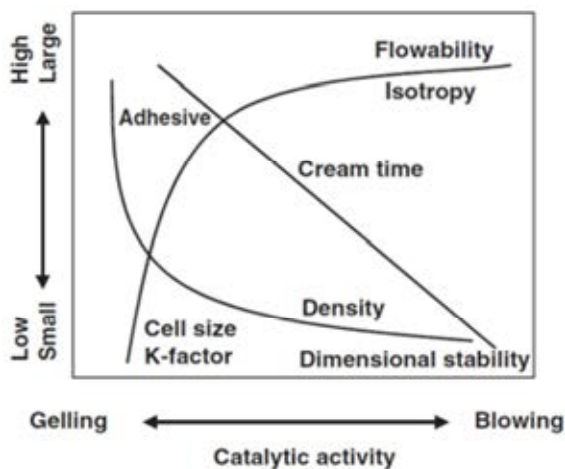 High
Large
Low
Small
Flowability
Isotropy
Adhesive
Cream time
Density
Cell size
K-factor
Dimensional stability
Gelling
Blowing
Catalytic activity